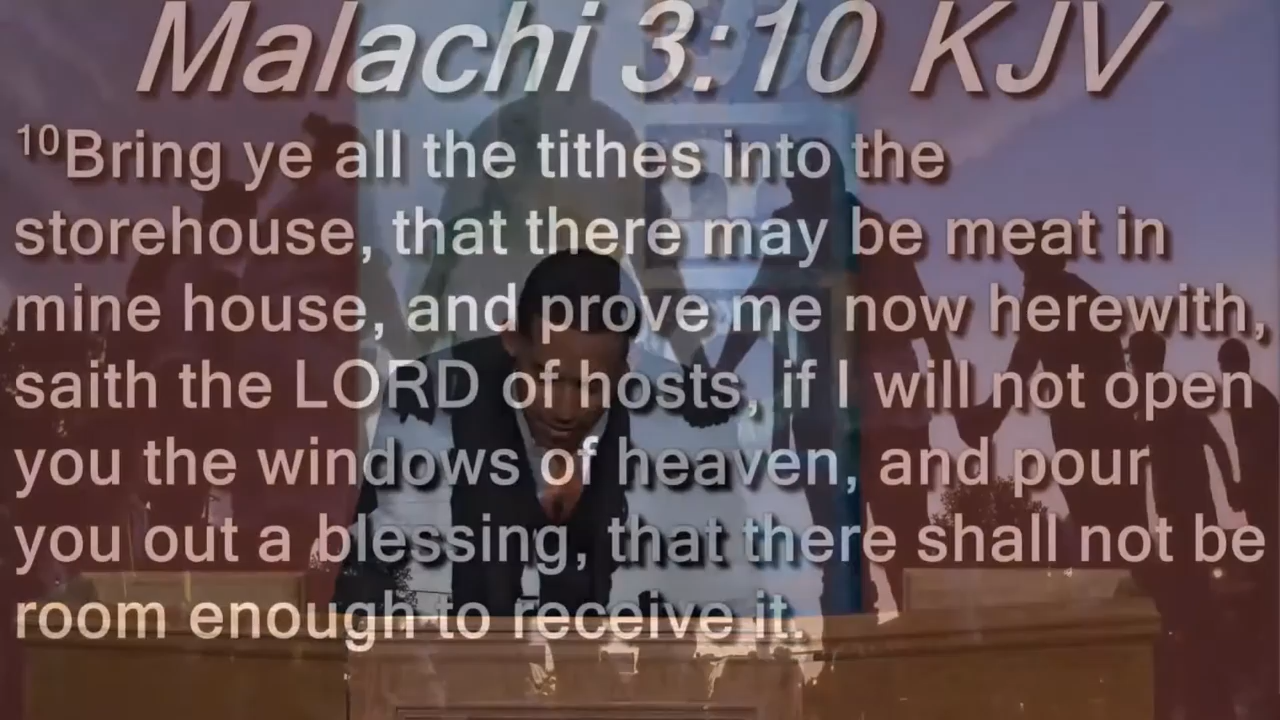 Malachi 3:10 KJV
10Bring ye all the tithes into the
storehouse, that there may be meat in
mine house, and prove me now herewith,
saith the LORD of hosts, if I will not open
you the windows of heaven, and pour
you out a blessing, that there shall not be
room enough to receive it.